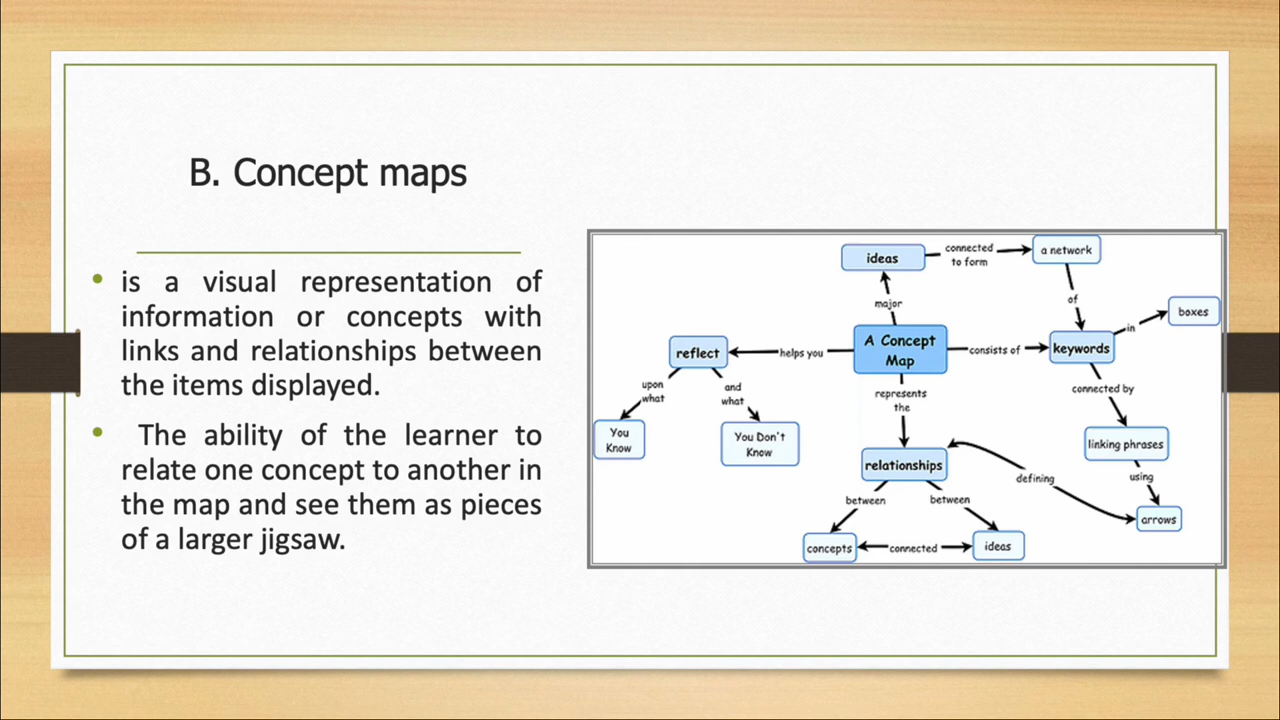 B. Concept maps
• is a visual representation of
information or concepts with
links and relationships between
the items displayed.
• The ability of the learner to
relate one concept to another in
the map and see them as pieces
of a larger jigsaw.
ideas
connected
to form
a network
major
of
boxes
in
A Concept
Map
consists of
keywords
helps you
reflect
upon
what
and
what
You
Know
You Don't
Know
represents
the
connected by
linking phrases
relationships
using
defining
arrows
between
between
concepts
connected
ideas